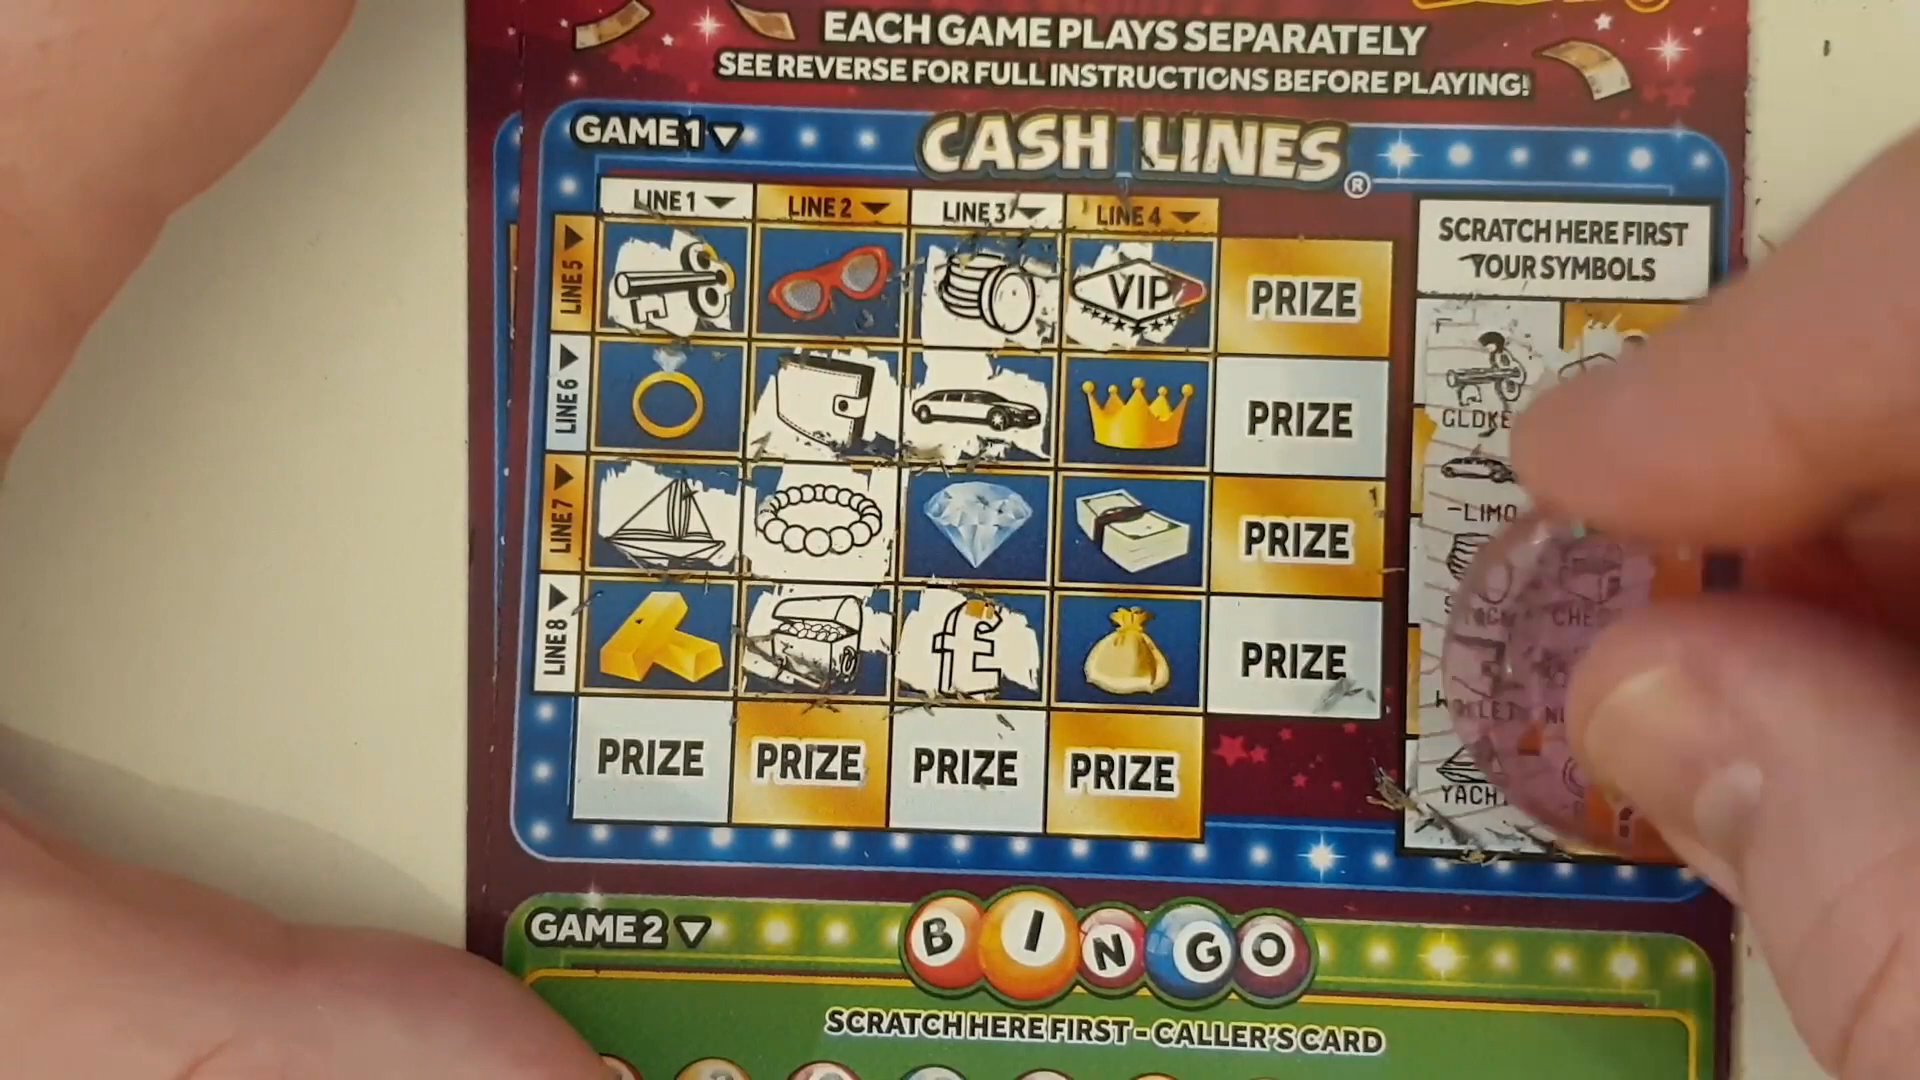 EACH GAME PLAYS SEPARATELY
SEE REVERSE FOR FULL INSTRUCTIONS BEFORE PLAYING!
GAME 1
CASH LINES®
LINE 1
LINE 2
LINE 3
LINE 4
SCRATCH HERE FIRST
YOUR SYMBOLS
LINE 5
VIP
PRIZE
GLDKE
LINE 6
PRIZE
-LIMO
LINE 7
PRIZE
LINE 8
£
PRIZE
PRIZE
PRIZE
PRIZE
PRIZE
YACH
GAME 2
BINGO
SCRATCH HERE FIRST - CALLER'S CARD